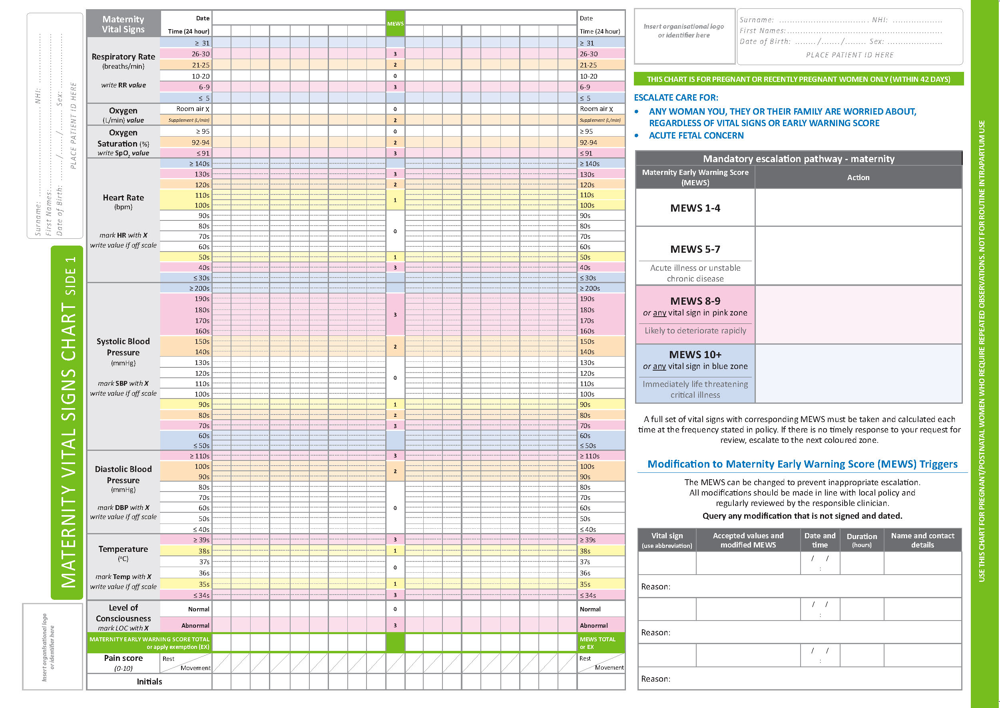 Surname: ................................... NHI: ...................
First Names:...........................................................
Date of Birth: ......../......./........ Sex: .....................
PLACE PATIENT ID HERE
MATERNITY VITAL SIGNS CHART SIDE 1
Insert organisational logo
or identifier here
Maternity
Vital Signs
Date MEWS Date
Time (24 hour) Time (24 hour)
Respiratory Rate
(breaths/min)
write RR value
≥ 31 ≥ 31
26-30 3 26-30
21-25 2 21-25
10-20 0 10-20
6-9 3 6-9
≤ 5 ≤ 5
Oxygen
(L/min) value
Room air X 0 Room air X
Supplement (L/min) 2 Supplement (L/min)
Oxygen
Saturation (%)
write SpO2 value
≥ 95 0 ≥ 95
92-94 2 92-94
≤ 91 3 ≤ 91
Heart Rate
(bpm)
mark HR with X
write value if off scale
≥ 140s ≥ 140s
130s 3 130s
120s 2 120s
110s 110s
1
100s 100s
90s 90s
80s 80s
0
70s 70s
60s 60s
50s 1 50s
40s 3 40s
≤ 30s ≤ 30s
Systolic Blood
Pressure
(mmHg)
mark SBP with X
write value if off scale
≥ 200s ≥ 200s
190s 190s
180s 180s
3
170s 170s
160s 160s
150s 150s
2
140s 140s
130s 130s
120s 120s
0
110s 110s
100s 100s
90s 1 90s
80s 2 80s
70s 3 70s
60s 60s
≤ 50s ≤ 50s
Diastolic Blood
Pressure
(mmHg)
mark DBP with X
write value if off scale
≥ 110s 3 ≥ 110s
100s 100s
2
90s 90s
80s 80s
70s 70s
60s 0 60s
50s 50s
≤ 40s ≤ 40s
Temperature
(ºC)
mark Temp with X
write value if off scale
≥ 39s 3 ≥ 39s
38s 1 38s
37s 37s
0
36s 36s
35s 1 35s
≤ 34s 3 ≤ 34s
Level of
Consciousness
mark LOC with X
Normal 0 Normal
Abnormal 3 Abnormal
MATERNITY EARLY WARNING SCORE TOTAL MEWS TOTAL
or apply exemption (EX) or EX
Pain score
(0-10)
Rest Rest
Movement Movement
Initials
Insert organisational logo
or identifier here
Surname: .................................. NHI: ...................
First Names:...........................................................
Date of Birth: ......../......./........ Sex: .....................
PLACE PATIENT ID HERE
THIS CHART IS FOR PREGNANT OR RECENTLY PREGNANT WOMEN ONLY (WITHIN 42 DAYS)
ESCALATE CARE FOR:
• ANY WOMAN YOU, THEY OR THEIR FAMILY ARE WORRIED ABOUT,
REGARDLESS OF VITAL SIGNS OR EARLY WARNING SCORE
• ACUTE FETAL CONCERN
Mandatory escalation pathway - maternity
Maternity Early Warning Score
(MEWS)
Action
MEWS 1-4
MEWS 5-7
Acute illness or unstable
chronic disease
MEWS 8-9
or any vital sign in pink zone
Likely to deteriorate rapidly
MEWS 10+
or any vital sign in blue zone
Immediately life threatening
critical illness
A full set of vital signs with corresponding MEWS must be taken and calculated each
time at the frequency stated in policy. If there is no timely response to your request for
review, escalate to the next coloured zone.
Modification to Maternity Early Warning Score (MEWS) Triggers
The MEWS can be changed to prevent inappropriate escalation.
All modifications should be made in line with local policy and
regularly reviewed by the responsible clinician.
Query any modification that is not signed and dated.
Vital sign Accepted values and Date and Duration Name and contact
(use abbreviation) modified MEWS time (hours) details
/ /
:
Reason:
/ /
:
Reason:
/ /
:
Reason:
USE THIS CHART FOR PREGNANT/POSTNATAL WOMEN WHO REQUIRE REPEATED OBSERVATIONS. NOT FOR ROUTINE INTRAPARTUM USE